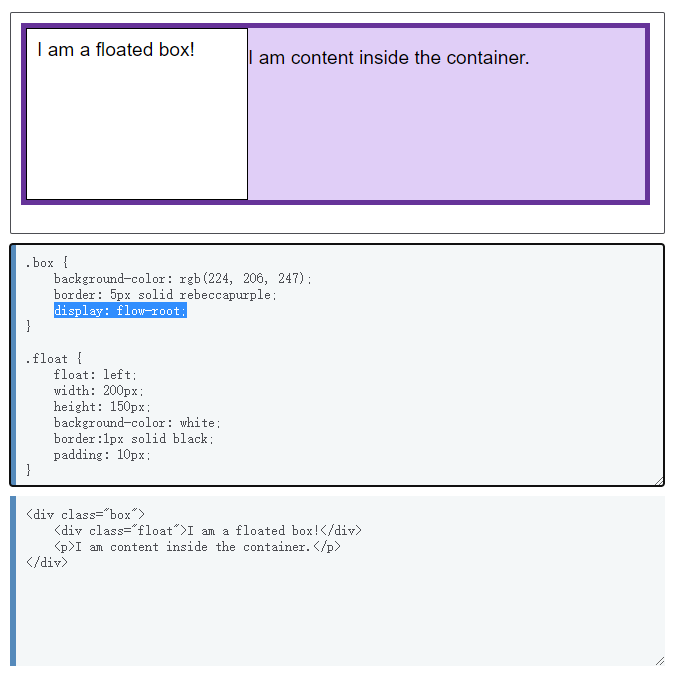 I am a floated box!
I am content inside the container.
.box {
    background-color: rgb(224, 206, 247);
    border: 5px solid rebeccapurple;
    display: flow-root;
}

.float {
    float: left;
    width: 200px;
    height: 150px;
    background-color: white;
    border:1px solid black;
    padding: 10px;
}
<div class="box">
    <div class="float">I am a floated box!</div>
    <p>I am content inside the container.</p>
</div>